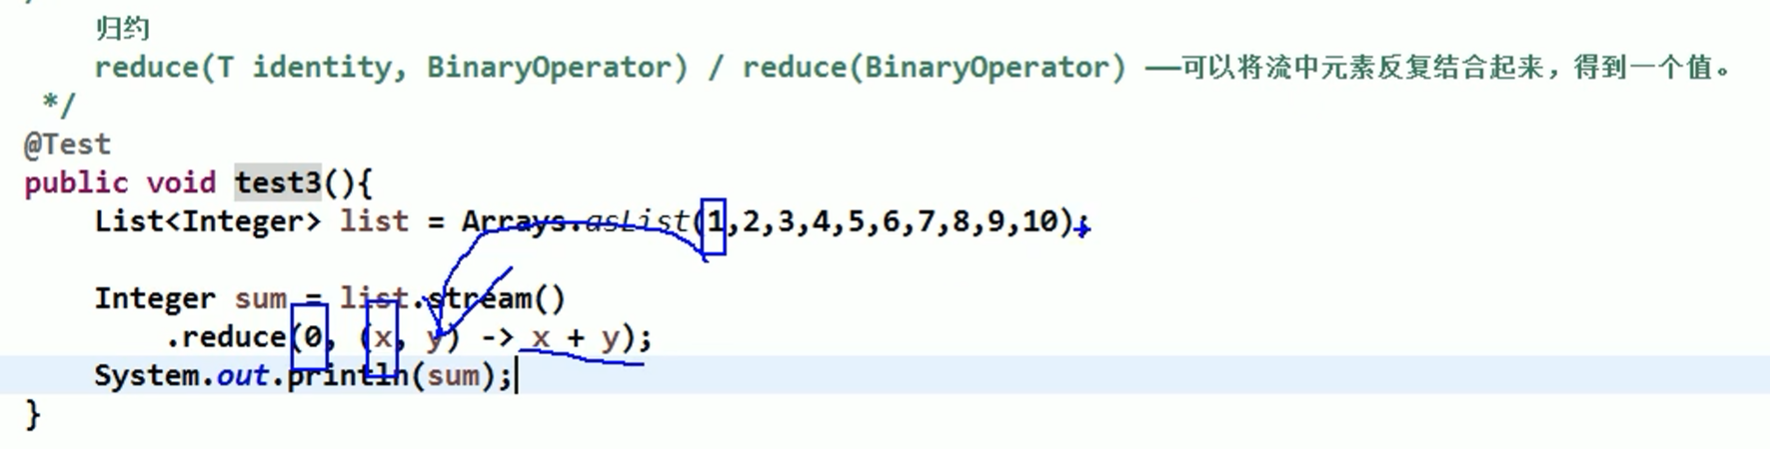 归约
reduce(T identity, BinaryOperator) / reduce(BinaryOperator) ——可以将流中元素反复结合起来，得到一个值。
*/
@Test
public void test3(){
List<Integer> list = Arrays.asList(1,2,3,4,5,6,7,8,9,10);
Integer sum = list.stream()
.reduce(0, (x, y) -> x + y);
System.out.println(sum);
}